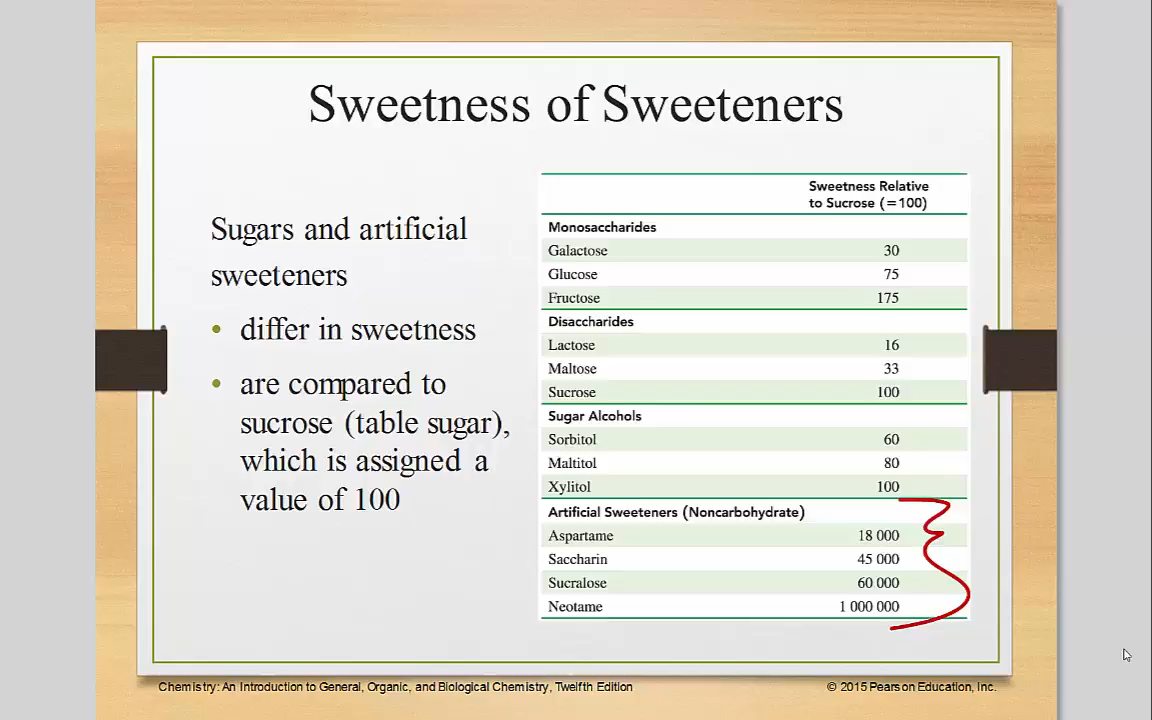 Sweetness of Sweeteners
Sugars and artificial
sweeteners
• differ in sweetness
• are compared to
sucrose (table sugar),
which is assigned a
value of 100
Sweetness Relative
to Sucrose (=100)
Monosaccharides
Galactose 30
Glucose 75
Fructose 175
Disaccharides
Lactose 16
Maltose 33
Sucrose 100
Sugar Alcohols
Sorbitol 60
Maltitol 80
Xylitol 100
Artificial Sweeteners (Noncarbohydrate)
Aspartame 18 000
Saccharin 45 000
Sucralose 60 000
Neotame 1 000 000
Chemistry: An Introduction to General, Organic, and Biological Chemistry, Twelfth Edition
© 2015 Pearson Education, Inc.